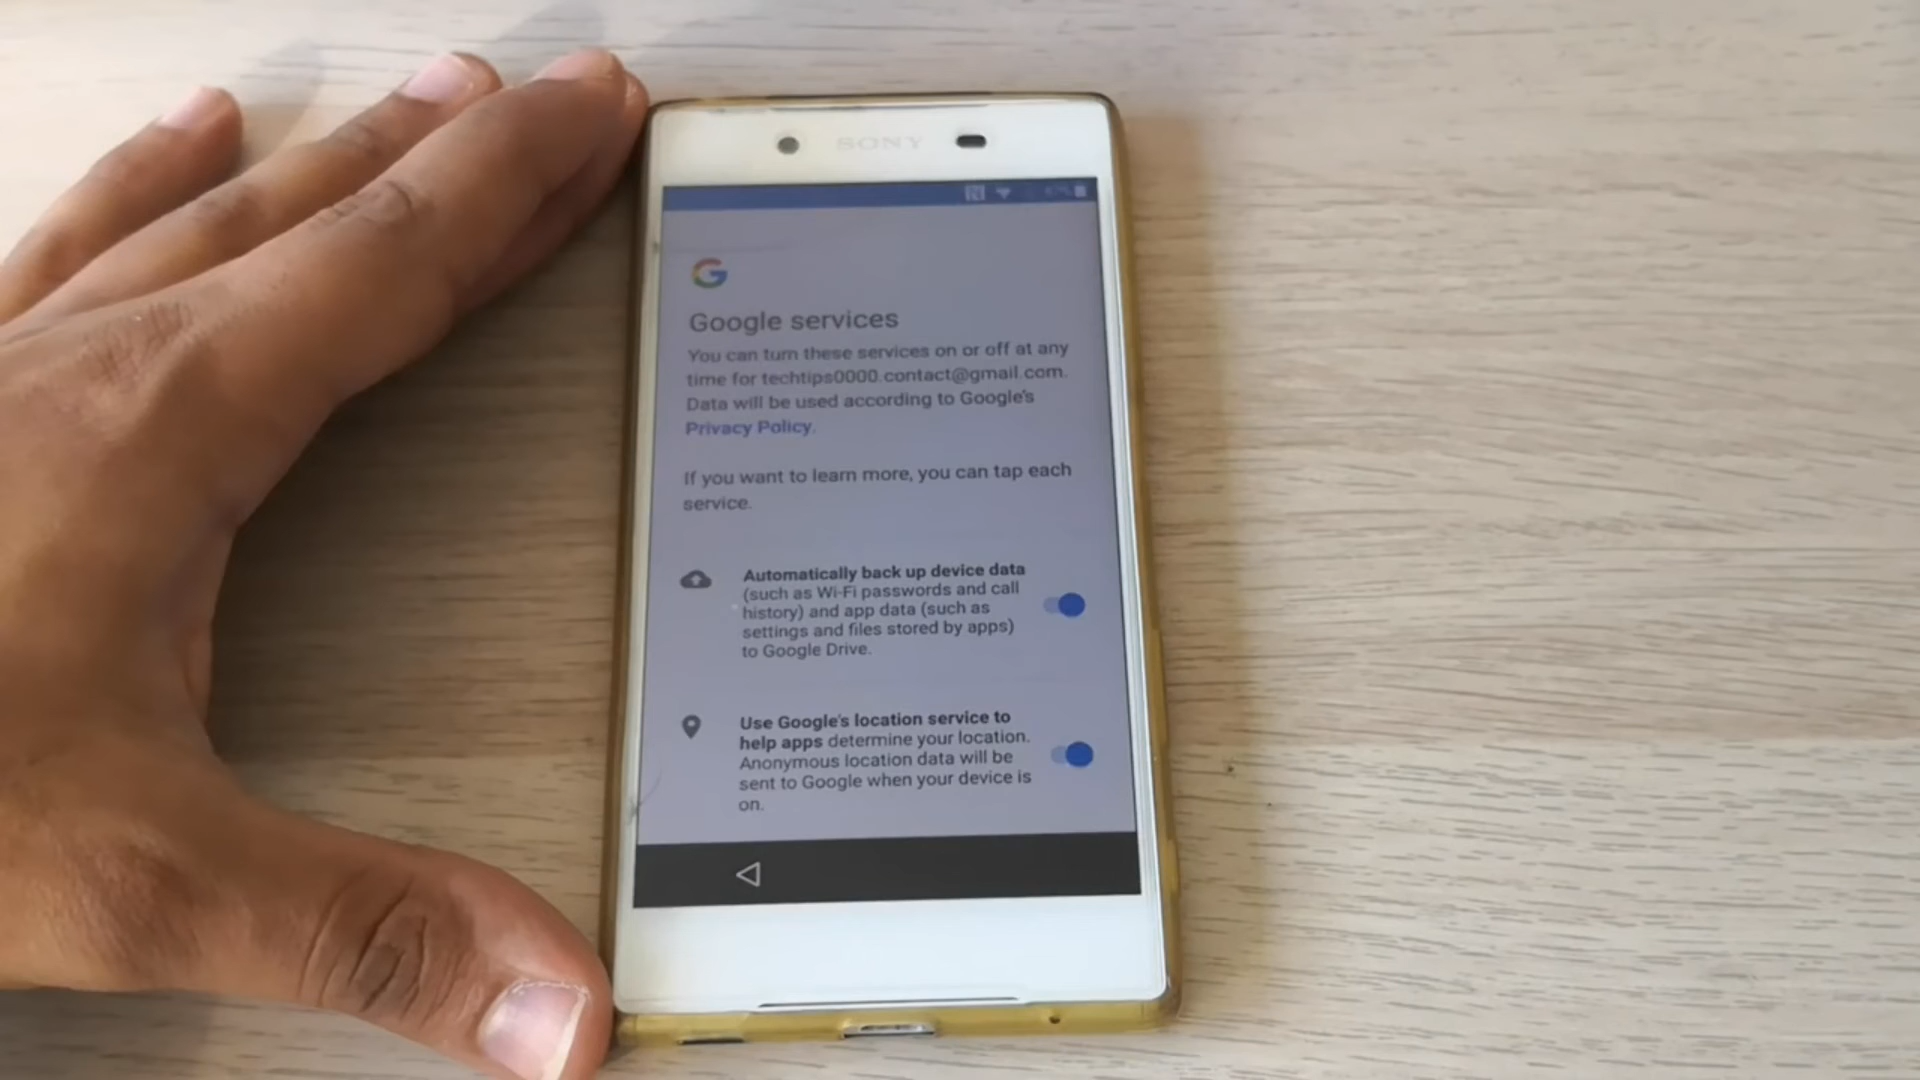 SONY
Google services
You can turn these services on or off at any
time for techtips0000.contact@gmail.com.
Data will be used according to Google's
Privacy Policy.
If you want to learn more, you can tap each
service.
Automatically back up device data
(such as Wi-Fi passwords and call
history) and app data (such as
settings and files stored by apps)
to Google Drive.
Use Google's location service to
help apps determine your location.
Anonymous location data will be
sent to Google when your device is
on.